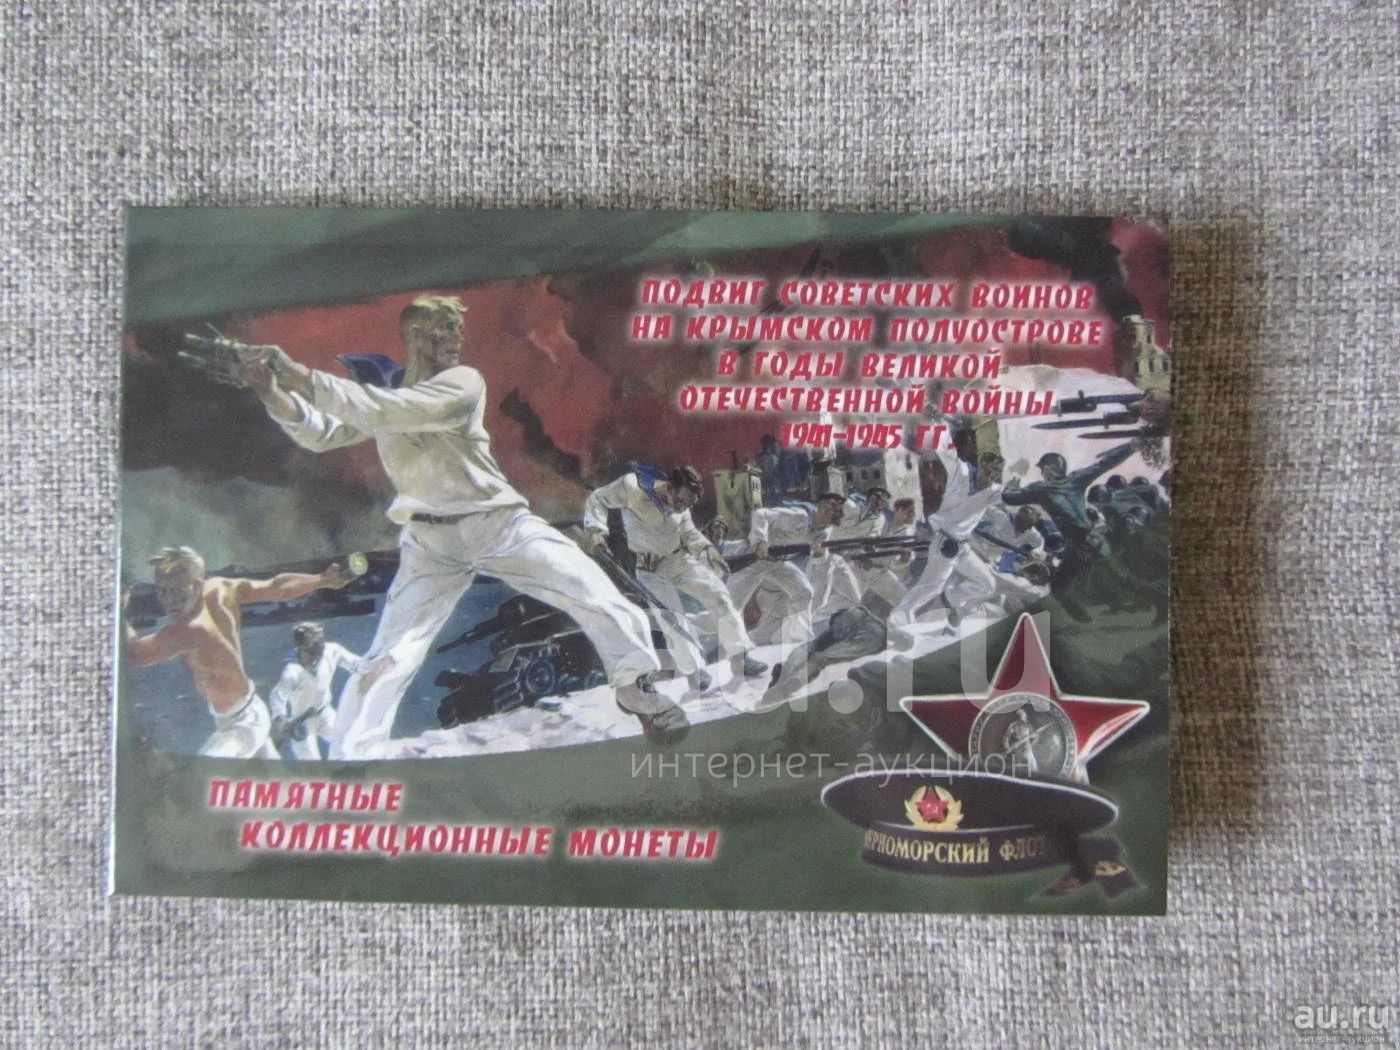 ПОДВИГ СОВЕТСКИХ ВОИНОВ
НА КРЫМСКОМ ПОЛУОСТРОВЕ
В ГОДЫ ВЕЛИКОЙ
ОТЕЧЕСТВЕННОЙ ВОЙНЫ
1941-1945 ГГ.
au.ru
интернет-аукцион
ПАМЯТНЫЕ
КОЛЛЕКЦИОННЫЕ МОНЕТЫ
ЕРНОМОРСКИЙ ФЛОТ
au.ru
интернет-аукцион